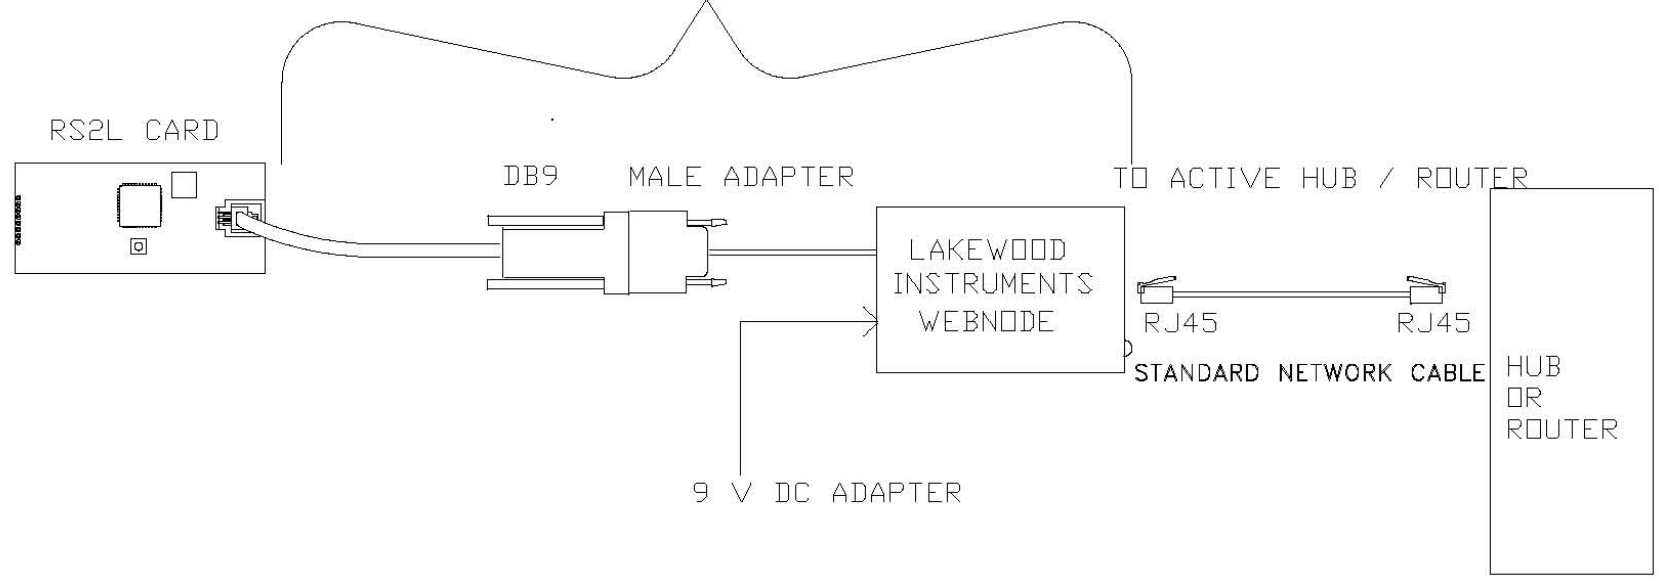 RS2L CARD
DB9
MALE ADAPTER
TO ACTIVE HUB / ROUTER
LAKEWOOD
INSTRUMENTS
WEBNODE
RJ45
RJ45
STANDARD NETWORK CABLE
HUB
OR
ROUTER
9 V DC ADAPTER